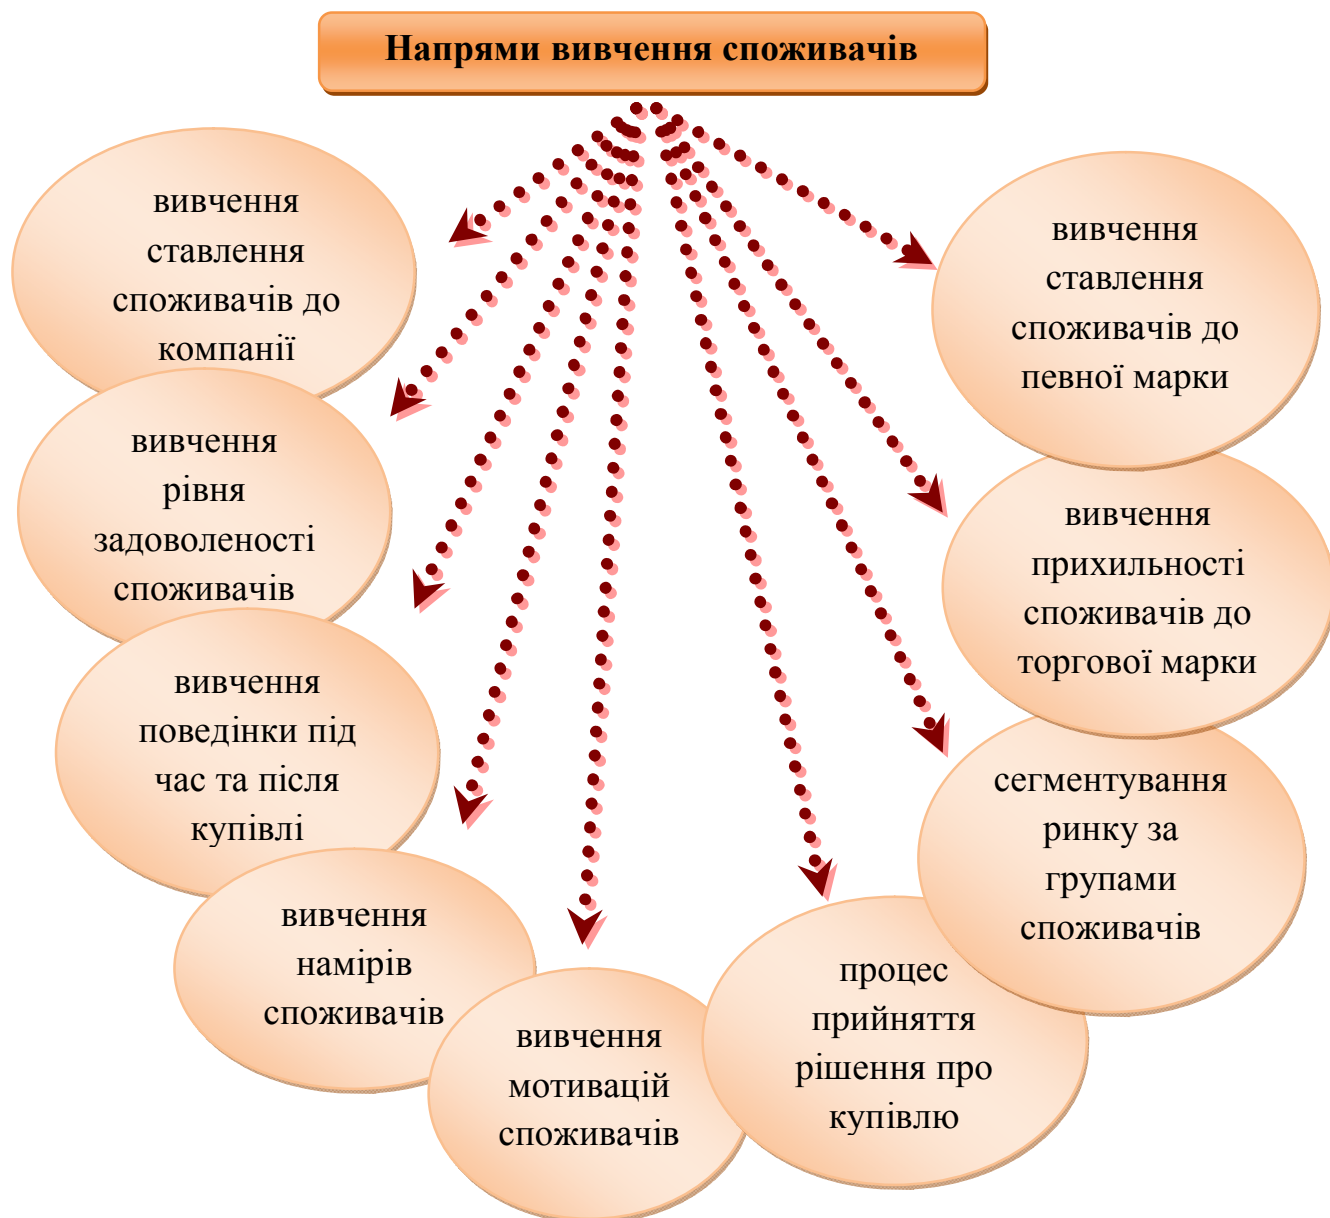 Напрями вивчення споживачів
вивчення
ставлення
споживачів до
компанії
вивчення
рівня
задоволеності
споживачів
вивчення
поведінки під
час та після
купівлі
вивчення
намірів
споживачів
вивчення
мотивацій
споживачів
процес
прийняття
рішення про
купівлю
сегментування
ринку за
групами
споживачів
вивчення
прихильності
споживачів до
торгової марки
вивчення
ставлення
споживачів до
певної марки